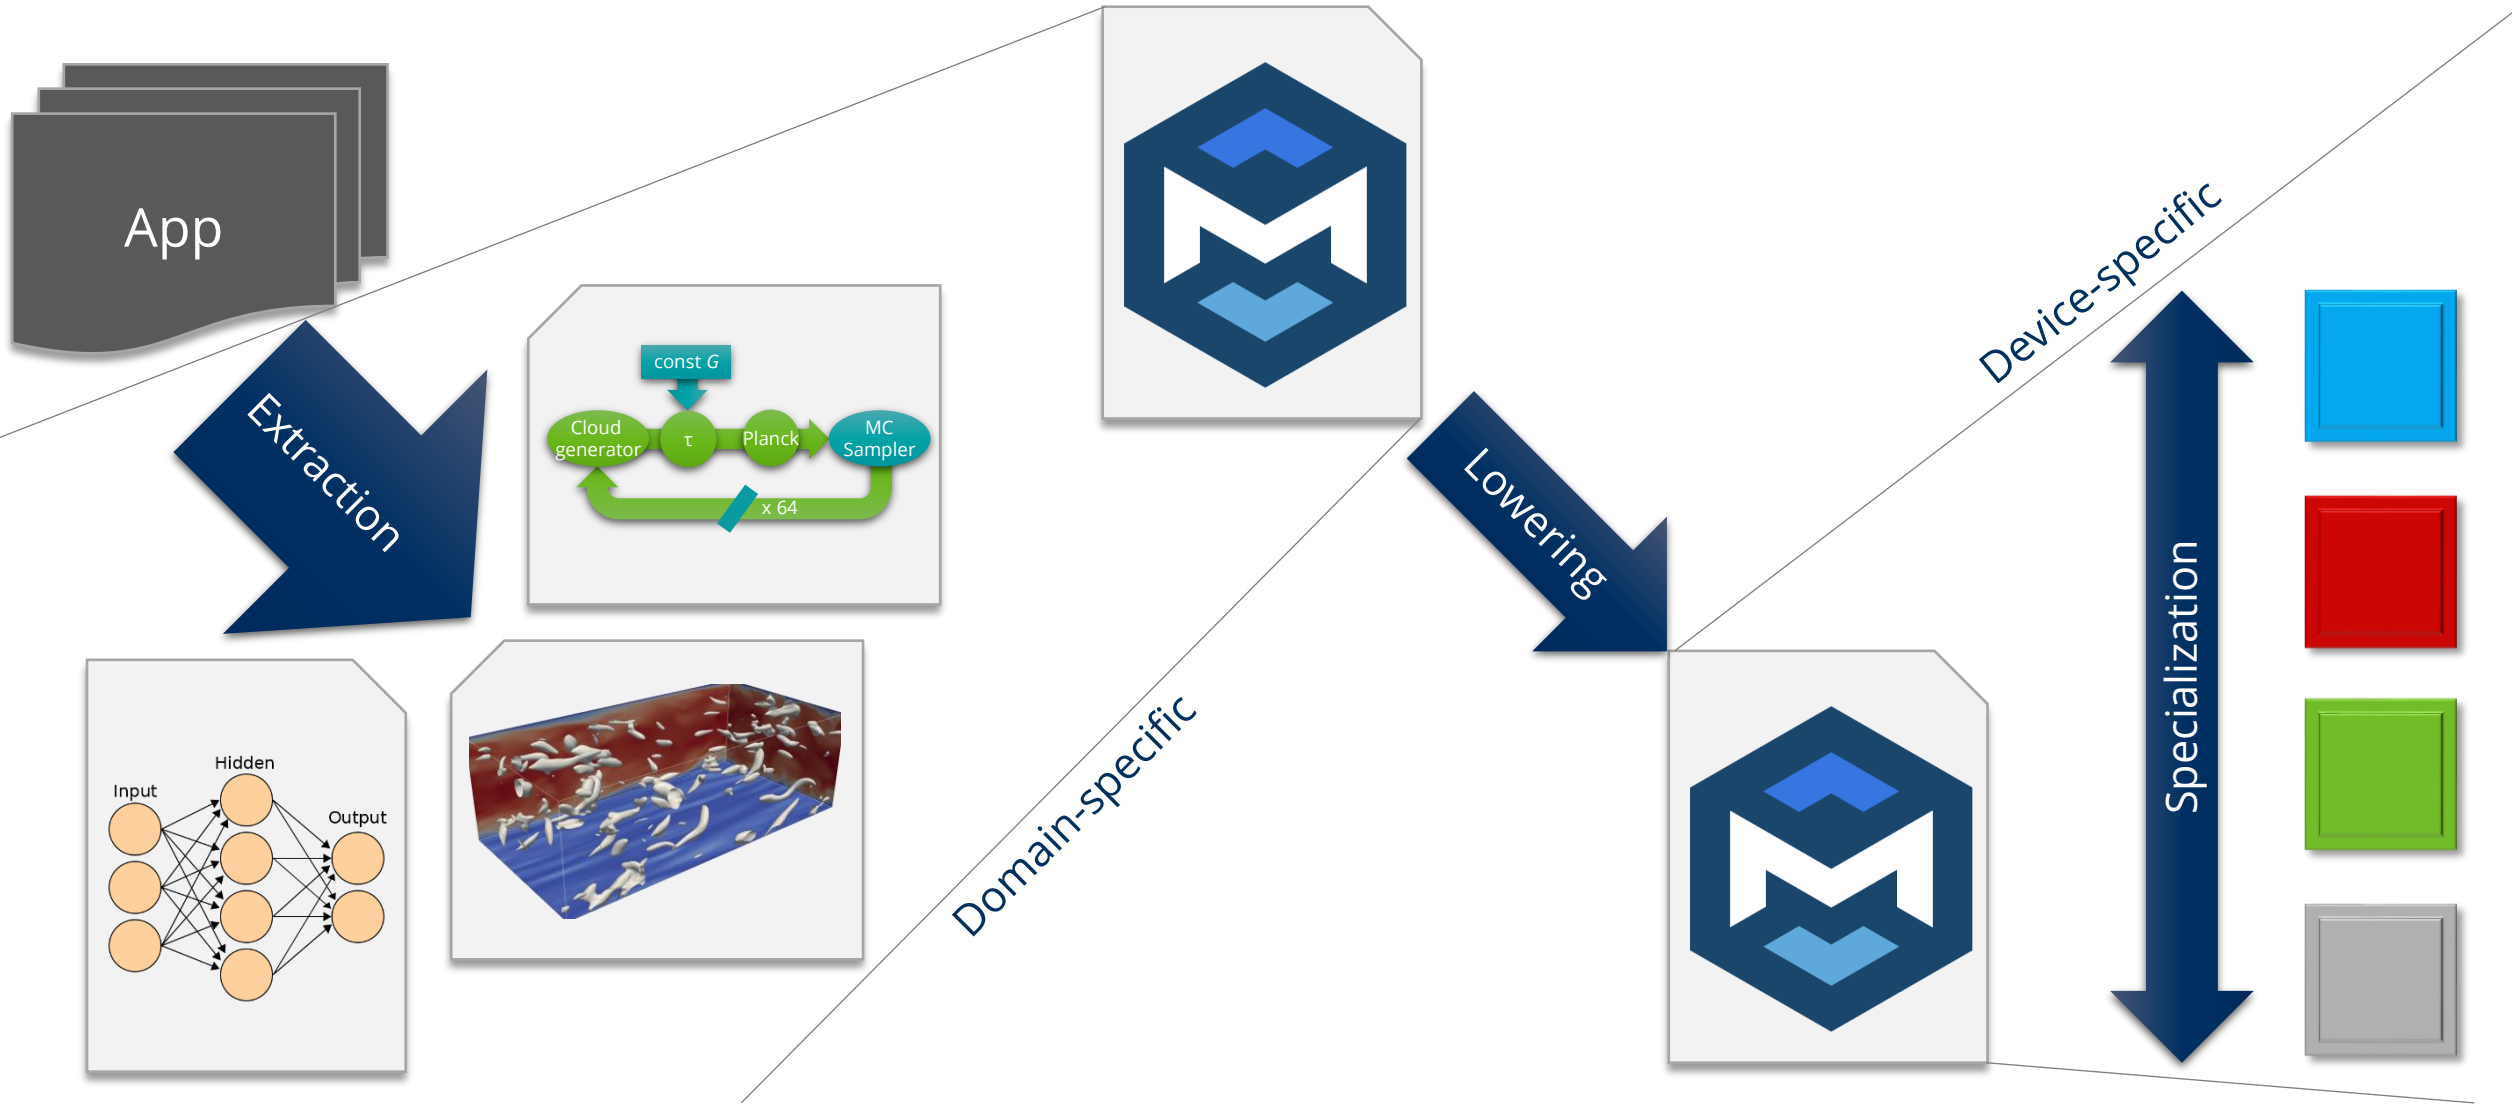 App
Extraction
const G
Cloud
generator
τ
Planck
MC
Sampler
x 64
Input
Hidden
Output
Domain-specific
Lowering
Device-specific
Specialization